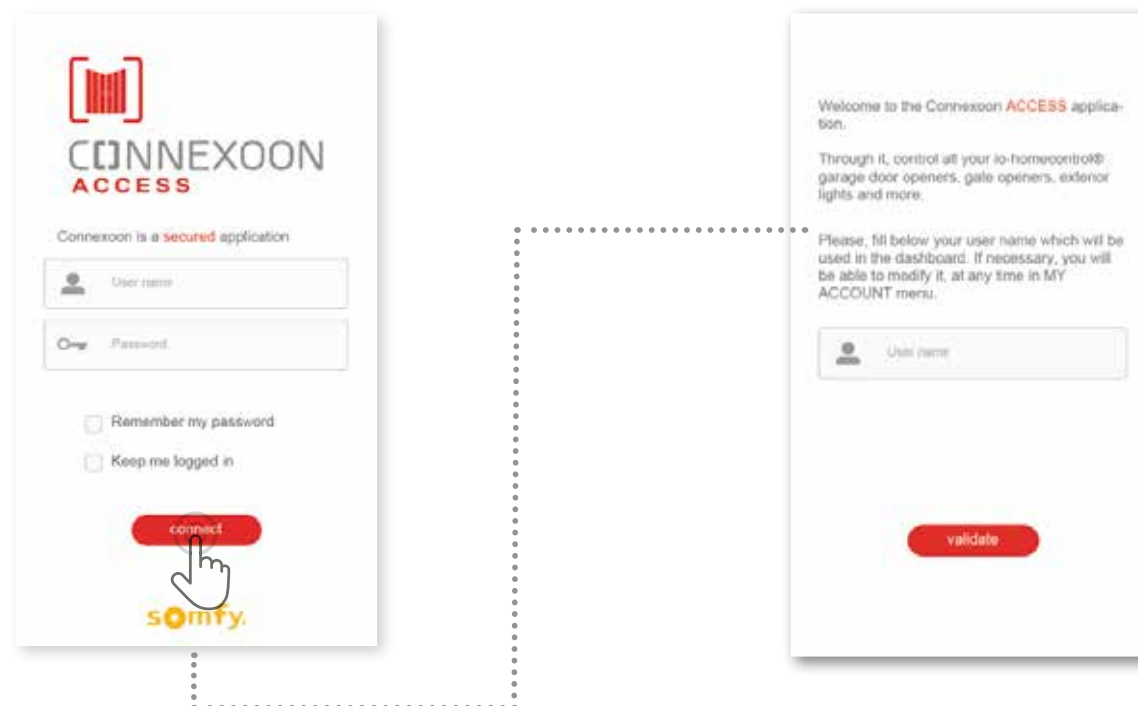 CONNEXOON
ACCESS
Connexoon is a secured application
User name
Password
Remember my password
Keep me logged in
connect
somfy.
Welcome to the Connexoon ACCESS applica-
tion.
Through it, control all your io-homecontrol®
garage door openers, gate openers, exterior
lights and more.
Please, fill below your user name which will be
used in the dashboard. If necessary, you will
be able to modify it, at any time in MY
ACCOUNT menu.
User name
validate